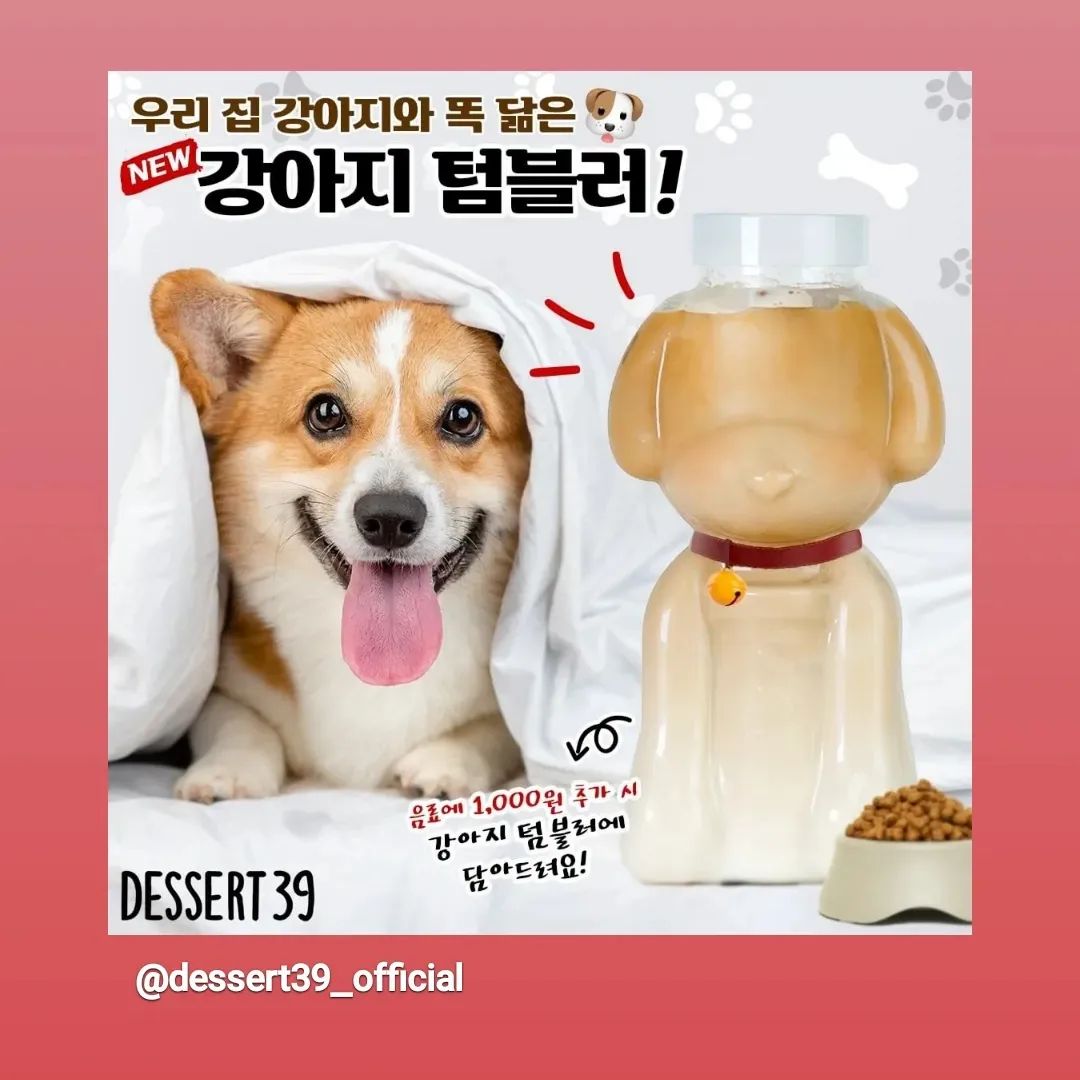 우리 집 강아지와 똑 닮은
NEW 강아지 텀블러!
음료에 1,000원 추가 시
강아지 텀블러에
담아드려요!
DESSERT 39
@dessert39_official